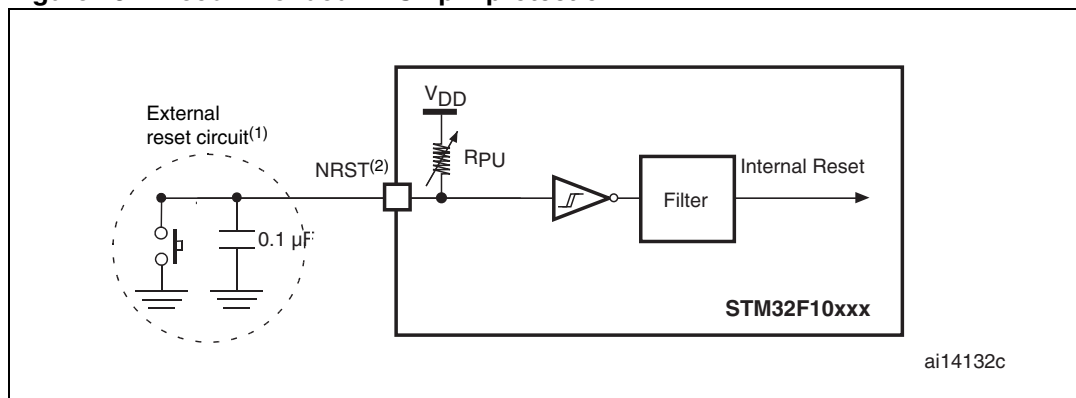 External
reset circuit(1)
VDD
RPU
NRST(2)
Internal Reset
Filter
0.1 µF
STM32F10xxx
ai14132c